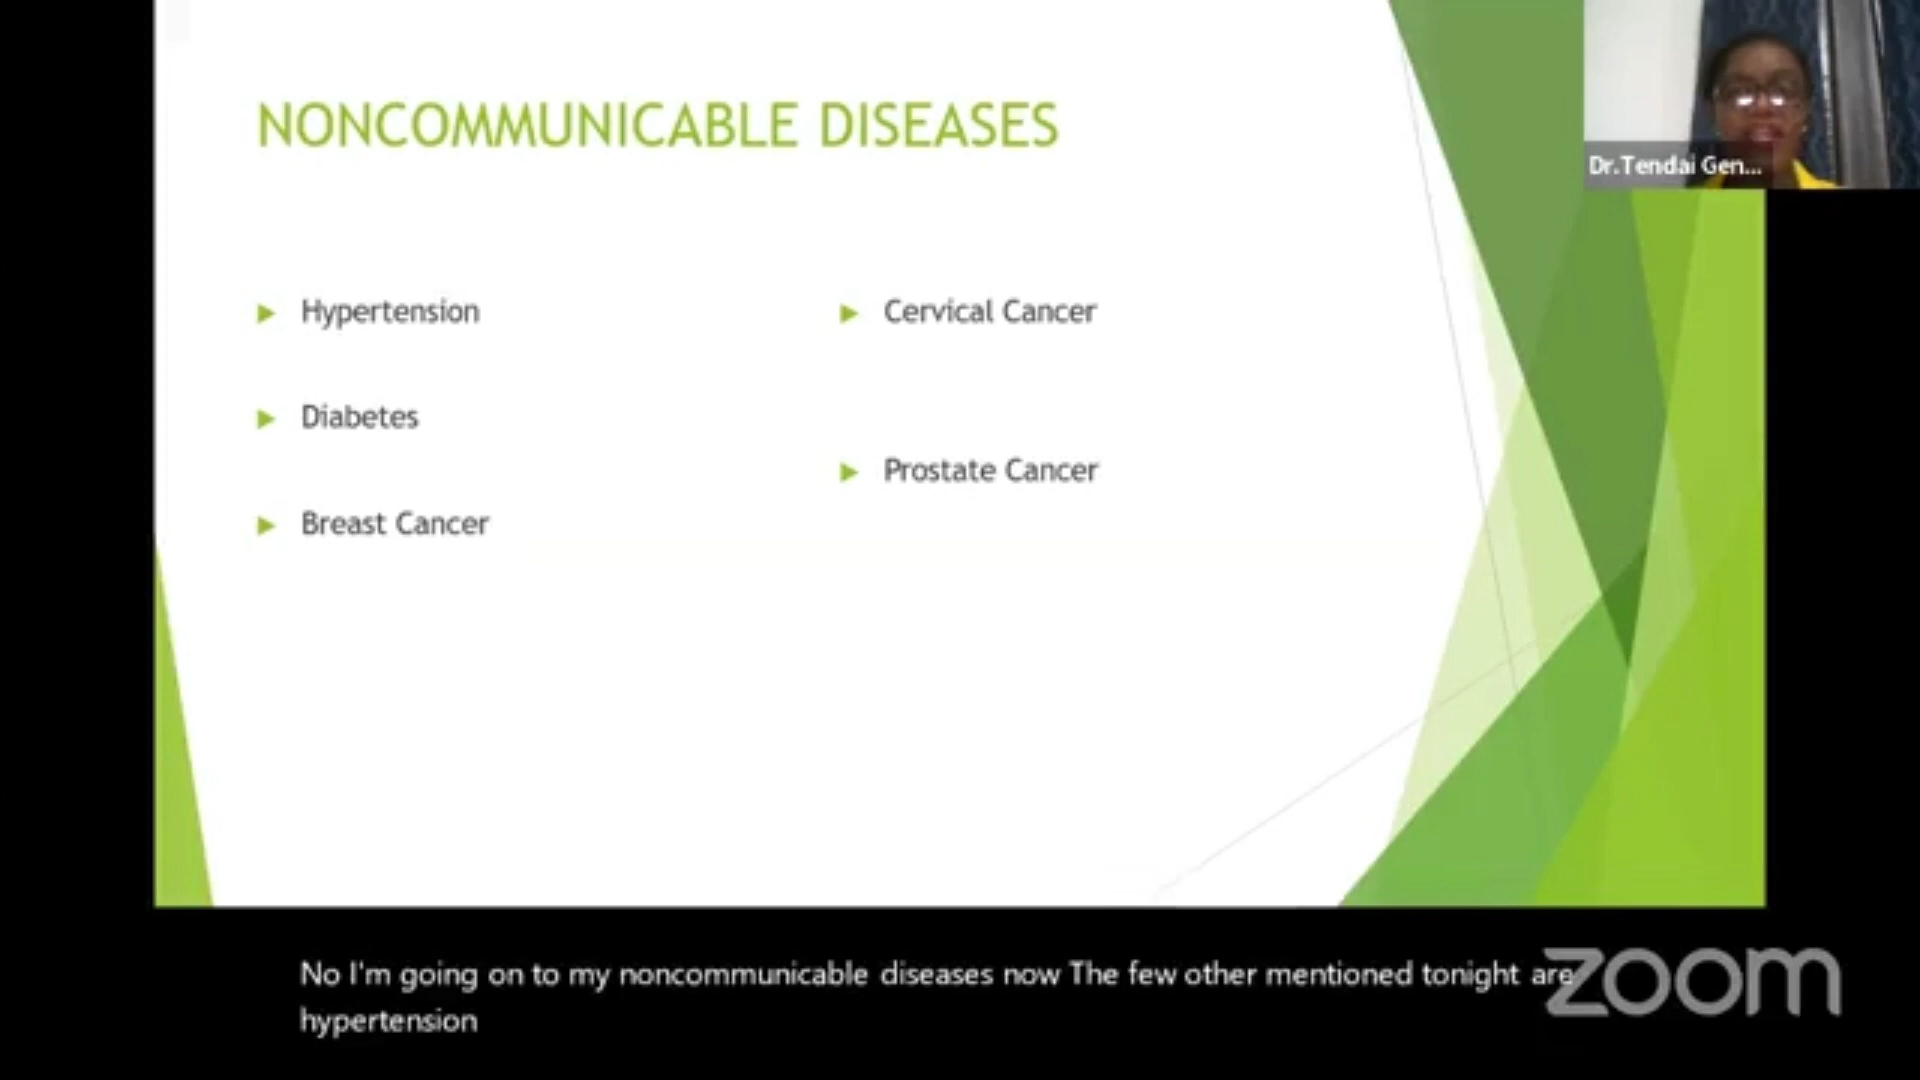 NONCOMMUNICABLE DISEASES
Dr.Tendai Gen...
Hypertension
Diabetes
Breast Cancer
Cervical Cancer
Prostate Cancer
No I'm going on to my noncommunicable diseases now The few other mentioned tonight are
hypertension
zoom